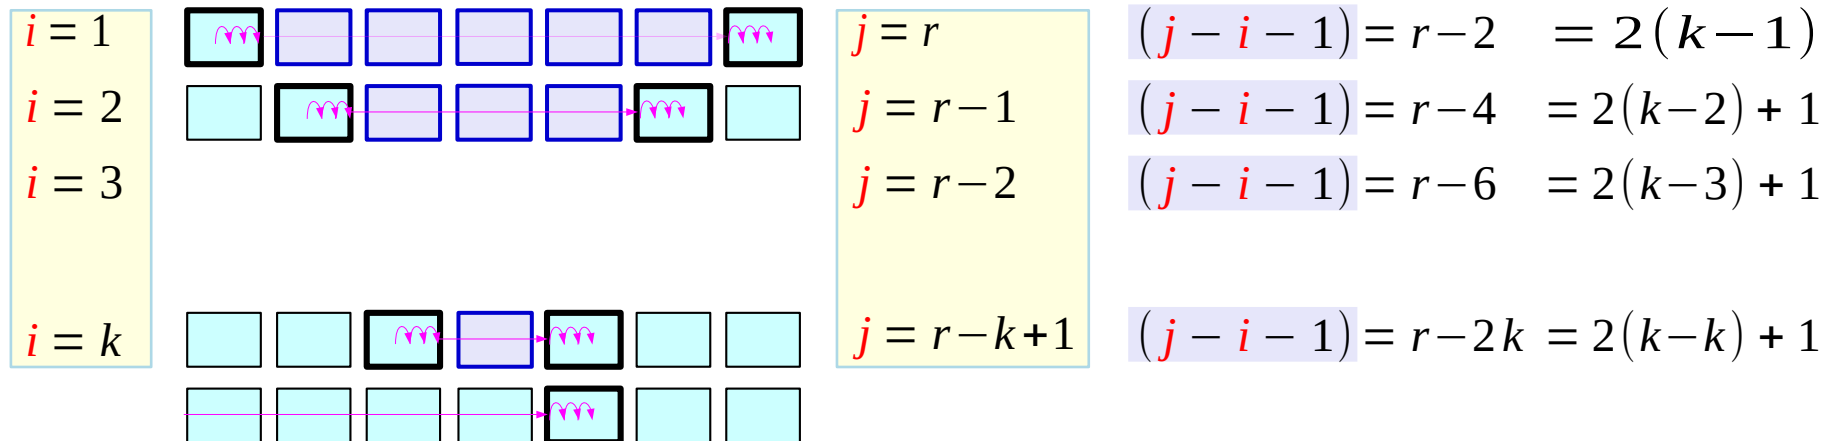 i = 1 j = r (j − i − 1) = r−2 = 2(k−1)
i = 2 j = r−1 (j − i − 1) = r−4 = 2(k−2) + 1
i = 3 j = r−2 (j − i − 1) = r−6 = 2(k−3) + 1
i = k j = r−k+1 (j − i − 1) = r−2k = 2(k−k) + 1